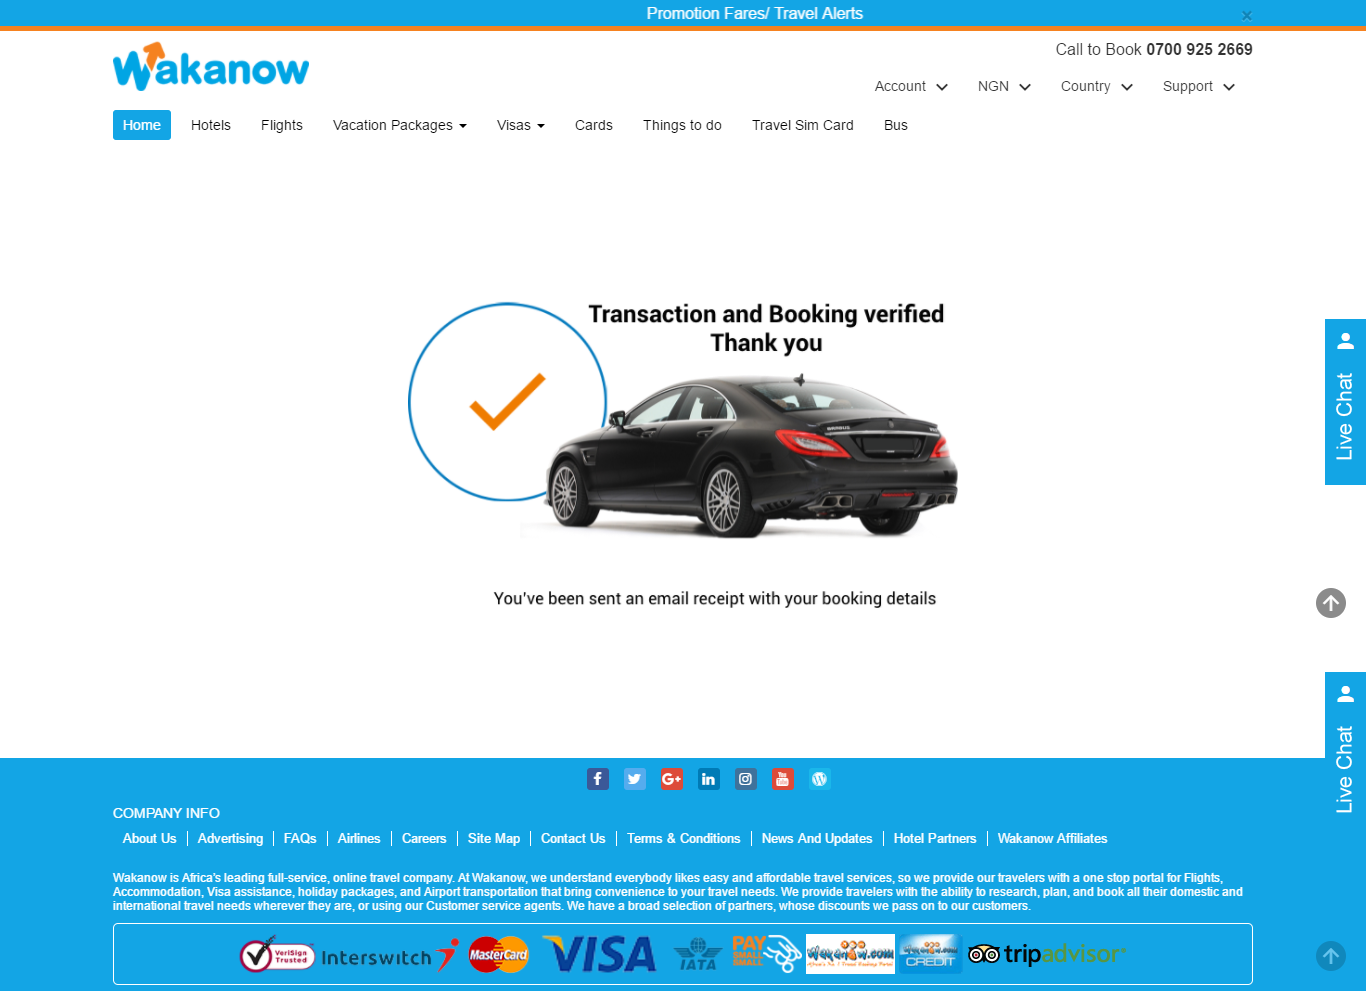 Promotion Fares/ Travel Alerts ×
Wakanow
Call to Book 0700 925 2669
Account NGN Country Support
Home Hotels Flights Vacation Packages Visas Cards Things to do Travel Sim Card Bus
Transaction and Booking verified
Thank you
Live Chat
You've been sent an email receipt with your booking details
Live Chat
COMPANY INFO
About Us Advertising FAQs Airlines Careers Site Map Contact Us Terms & Conditions News And Updates Hotel Partners Wakanow Affiliates
Wakanow is Africa's leading full-service, online travel company. At Wakanow, we understand everybody likes easy and affordable travel services, so we provide our travelers with a one stop portal for Flights,
Accommodation, Visa assistance, holiday packages, and Airport transportation that bring convenience to your travel needs. We provide travelers with the ability to research, plan, and book all their domestic and
international travel needs wherever they are, or using our Customer service agents. We have a broad selection of partners, whose discounts we pass on to our customers.
VeriSign Trusted Interswitch MasterCard VISA IATA PAY SMALL SMALL Wakanow.com Wakanow.com CREDIT tripadvisor